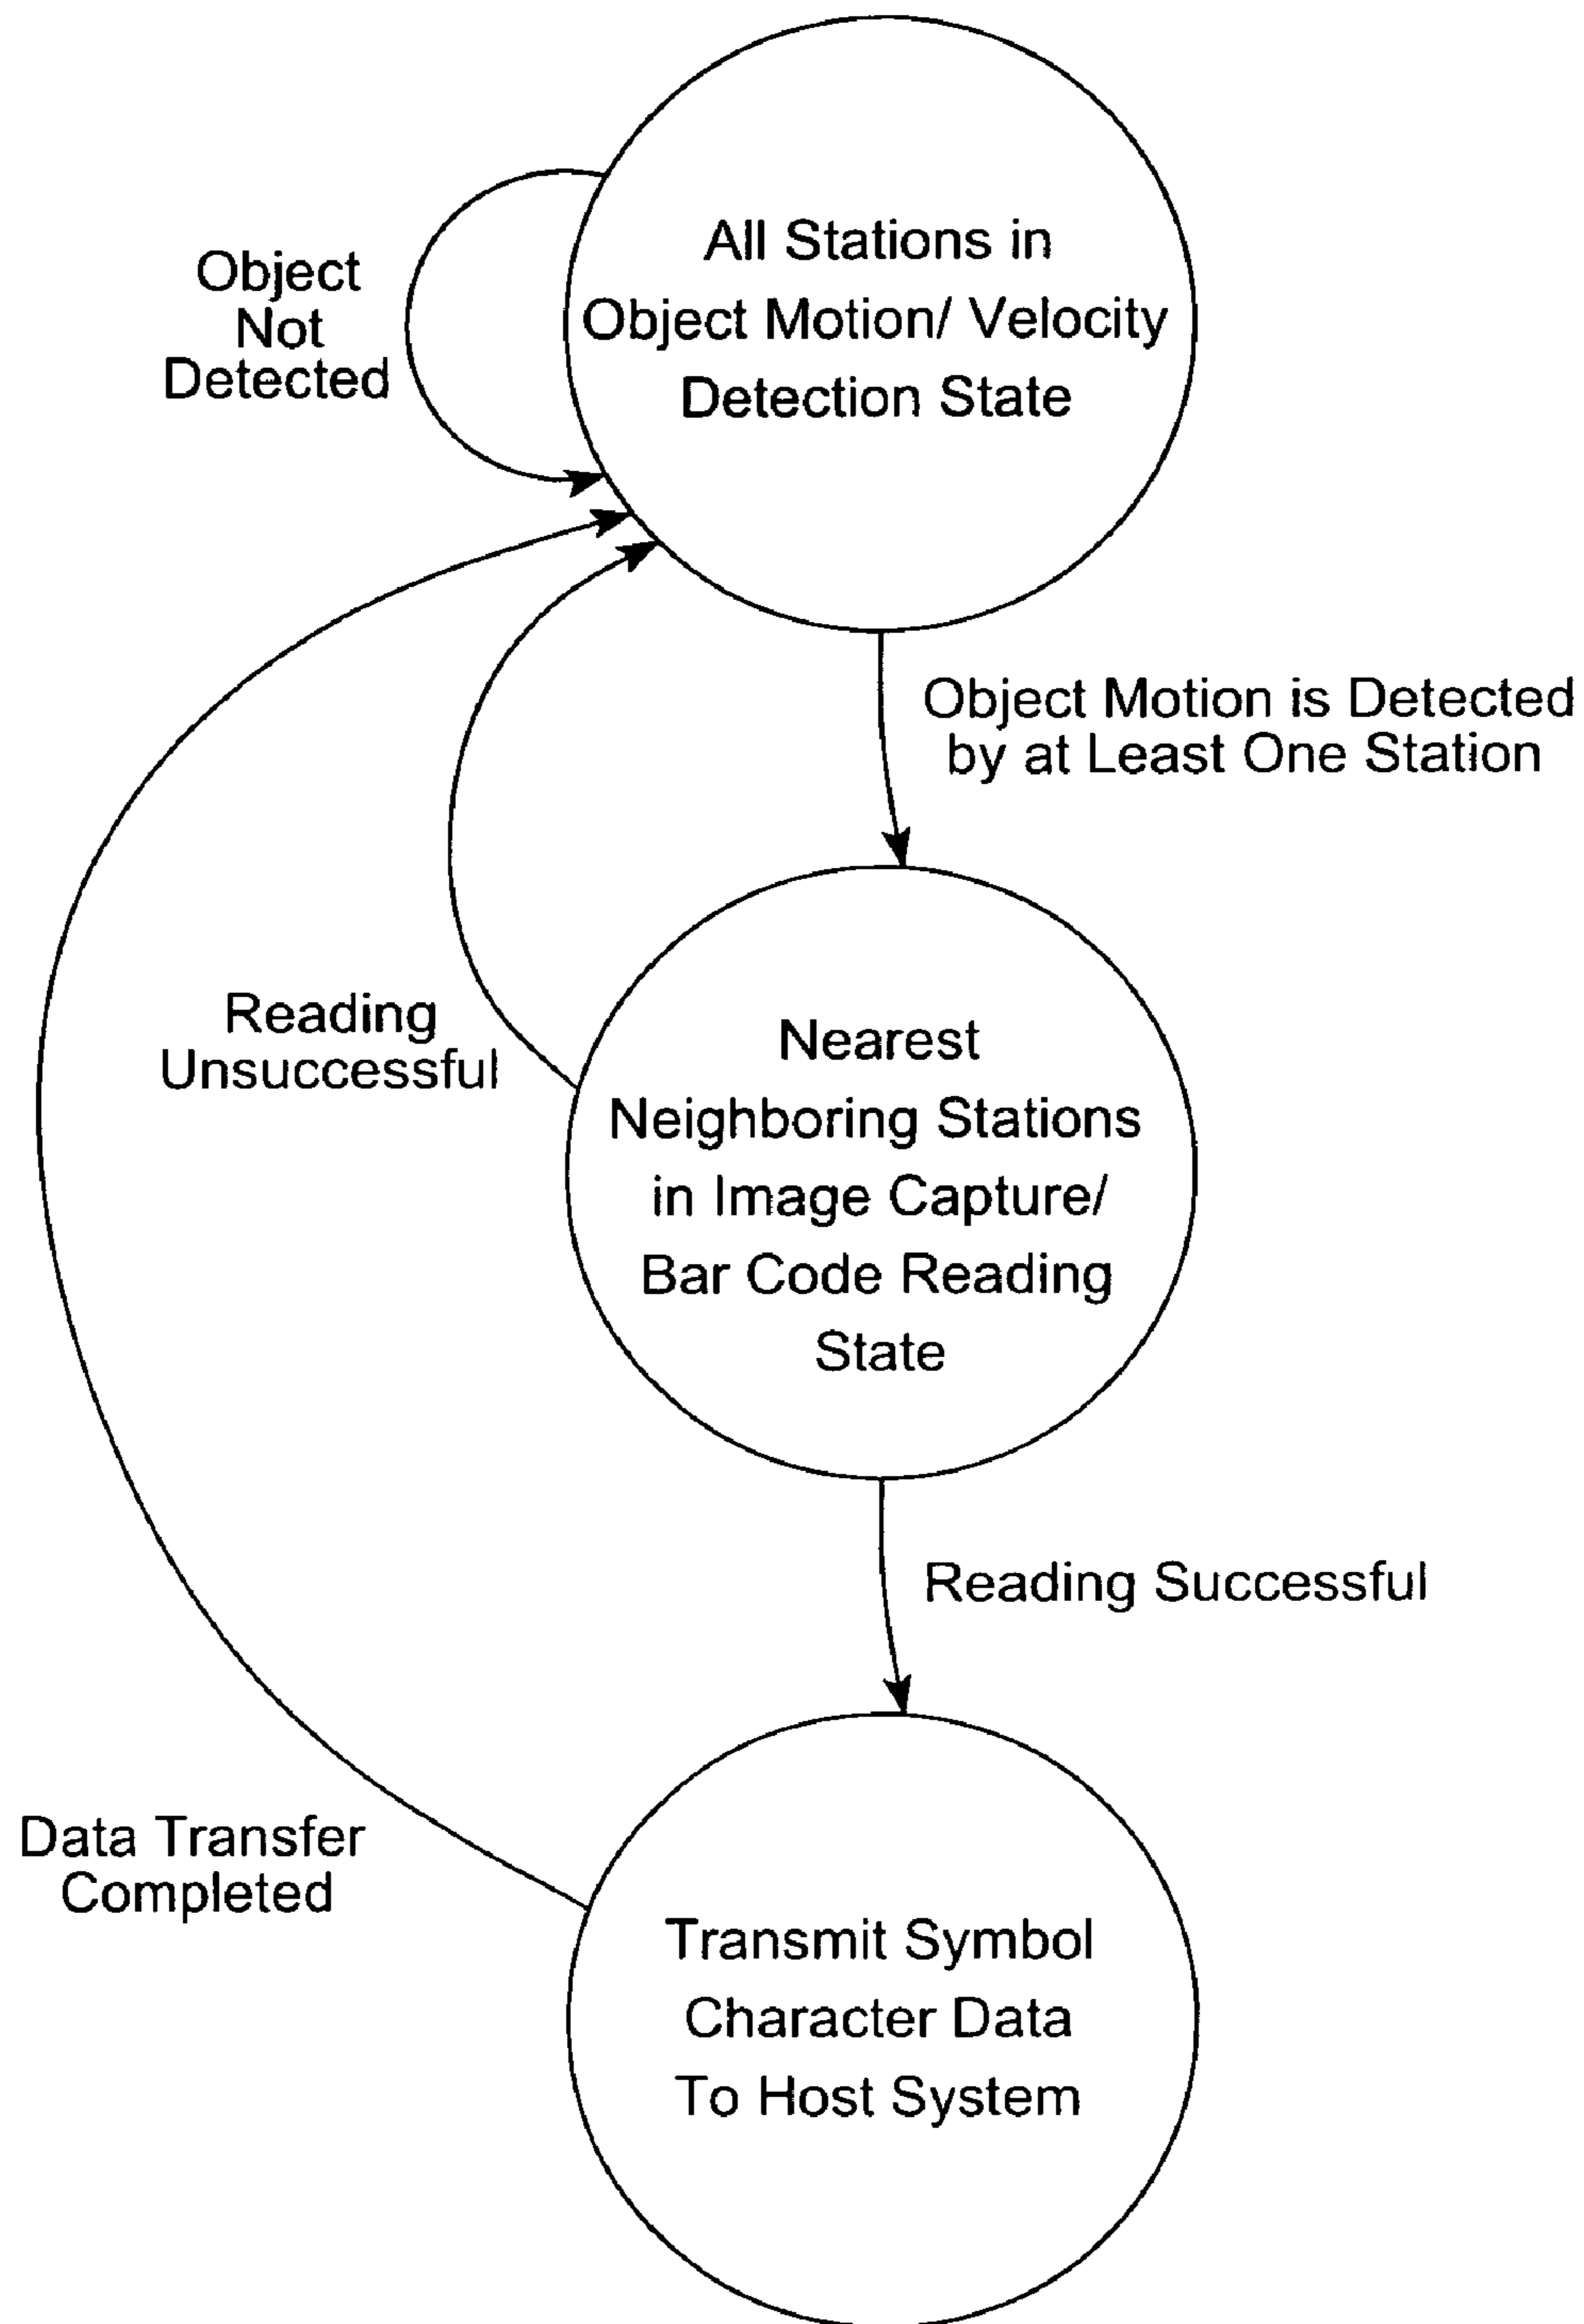 All Stations in
Object Motion/ Velocity
Detection State
Object
Not
Detected
Object Motion is Detected
by at Least One Station
Reading
Unsuccessful
Nearest
Neighboring Stations
in Image Capture/
Bar Code Reading
State
Reading Successful
Data Transfer
Completed
Transmit Symbol
Character Data
To Host System